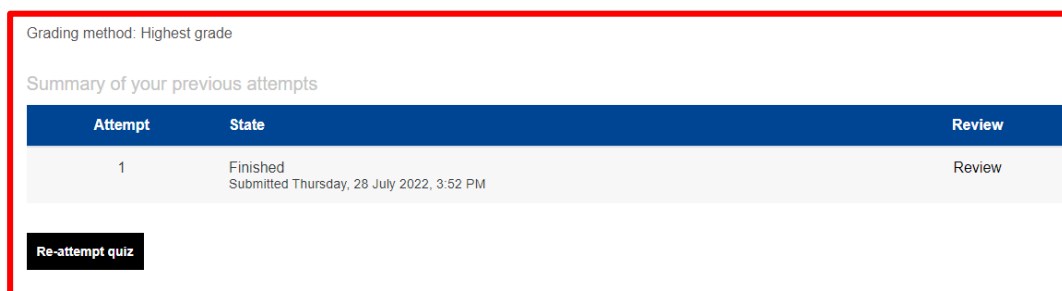 Grading method: Highest grade
Summary of your previous attempts
Attempt State Review
1 Finished Review
Submitted Thursday, 28 July 2022, 3:52 PM
Re-attempt quiz